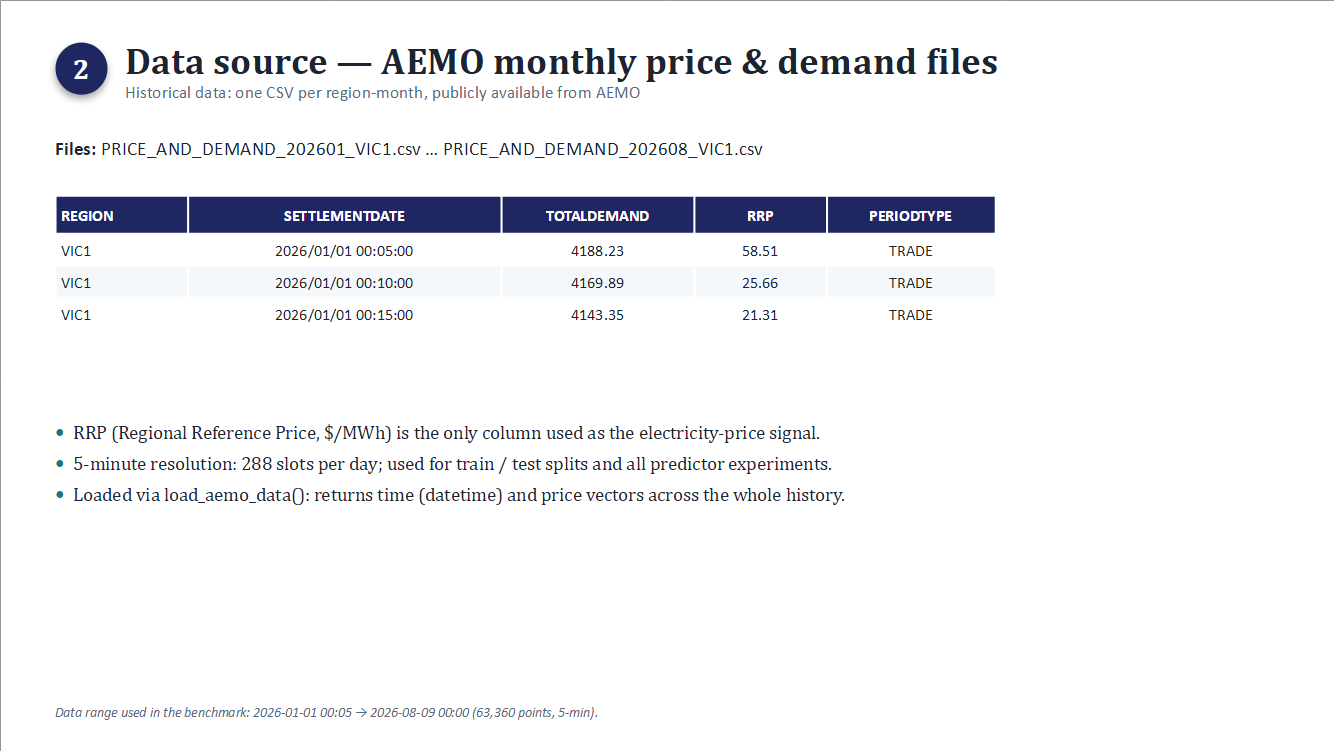 2
Data source — AEMO monthly price & demand files
Historical data: one CSV per region-month, publicly available from AEMO
Files: PRICE_AND_DEMAND_202601_VIC1.csv … PRICE_AND_DEMAND_202608_VIC1.csv
REGION SETTLEMENTDATE TOTALDEMAND RRP PERIODTYPE
VIC1 2026/01/01 00:05:00 4188.23 58.51 TRADE
VIC1 2026/01/01 00:10:00 4169.89 25.66 TRADE
VIC1 2026/01/01 00:15:00 4143.35 21.31 TRADE
• RRP (Regional Reference Price, $/MWh) is the only column used as the electricity-price signal.
• 5-minute resolution: 288 slots per day; used for train / test splits and all predictor experiments.
• Loaded via load_aemo_data(): returns time (datetime) and price vectors across the whole history.
Data range used in the benchmark: 2026-01-01 00:05 → 2026-08-09 00:00 (63,360 points, 5-min).